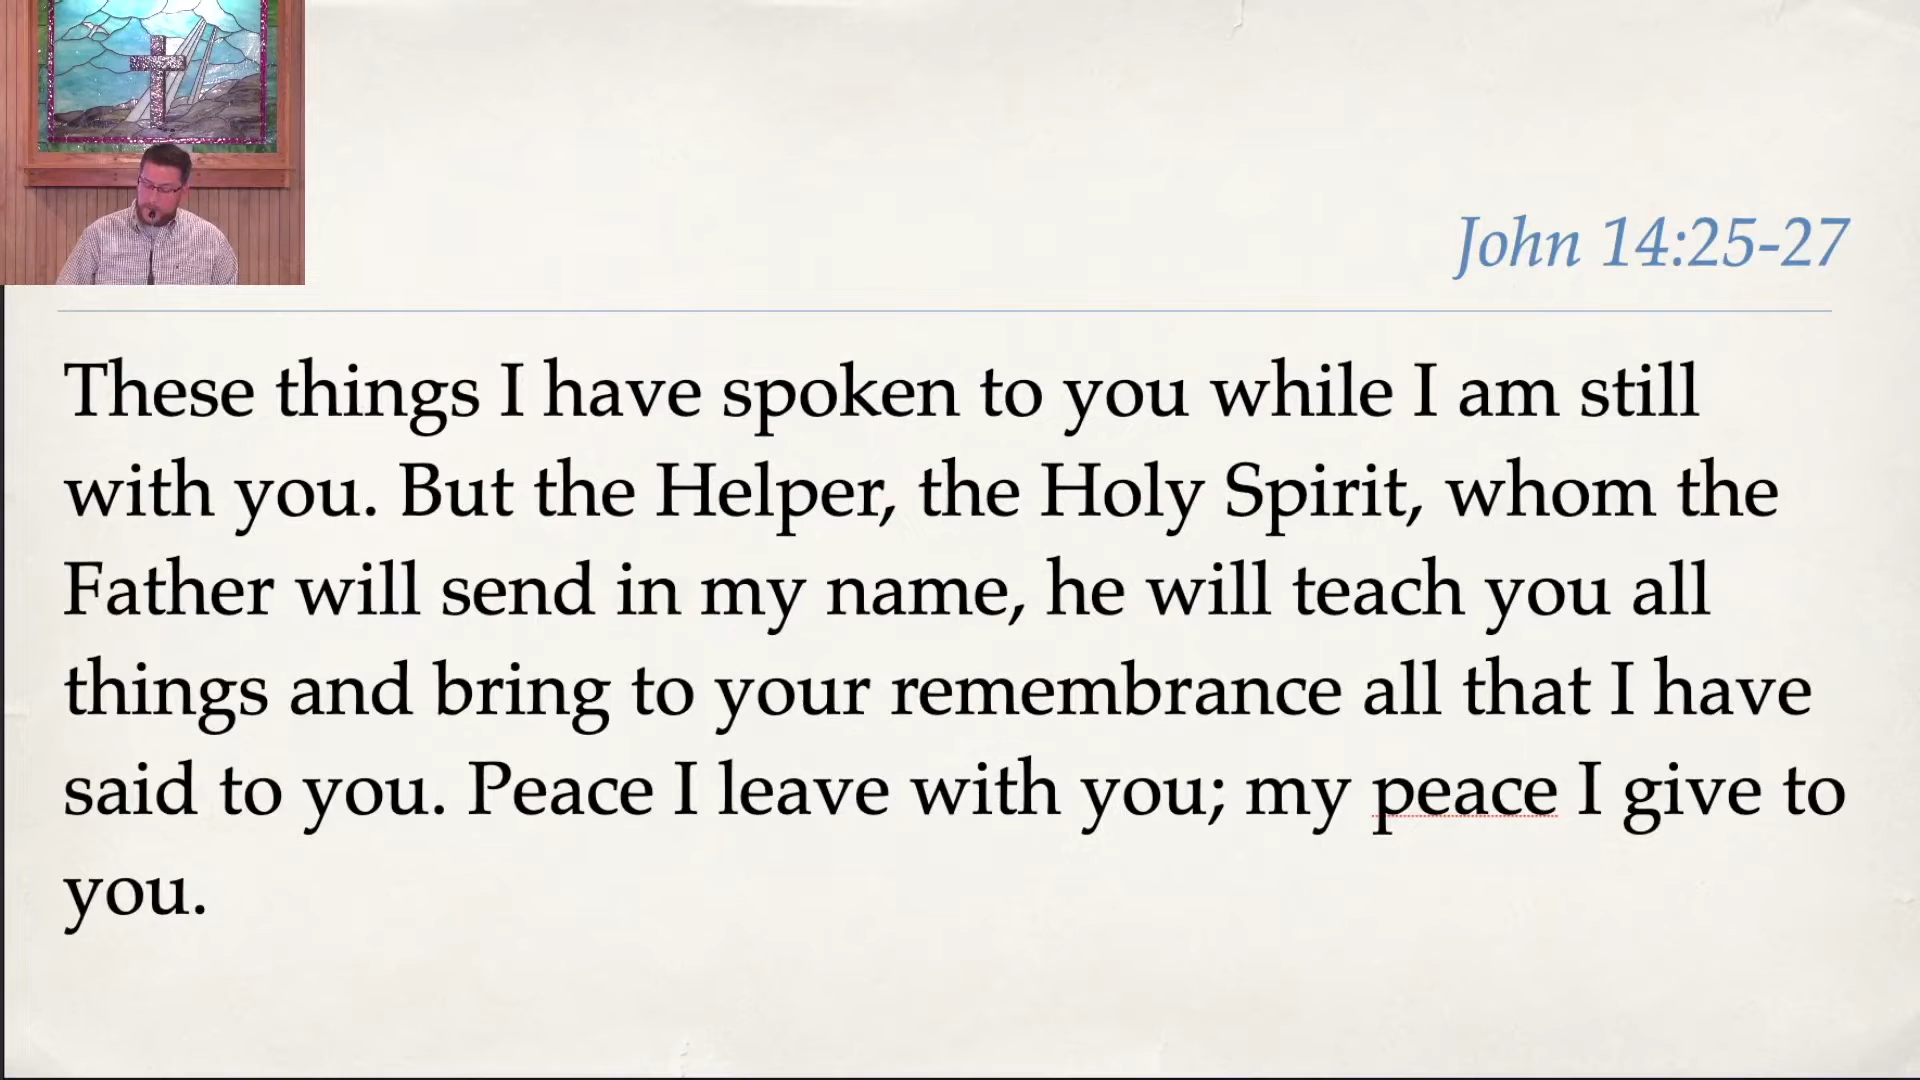 John 14:25-27
These things I have spoken to you while I am still
with you. But the Helper, the Holy Spirit, whom the
Father will send in my name, he will teach you all
things and bring to your remembrance all that I have
said to you. Peace I leave with you; my peace I give to
you.